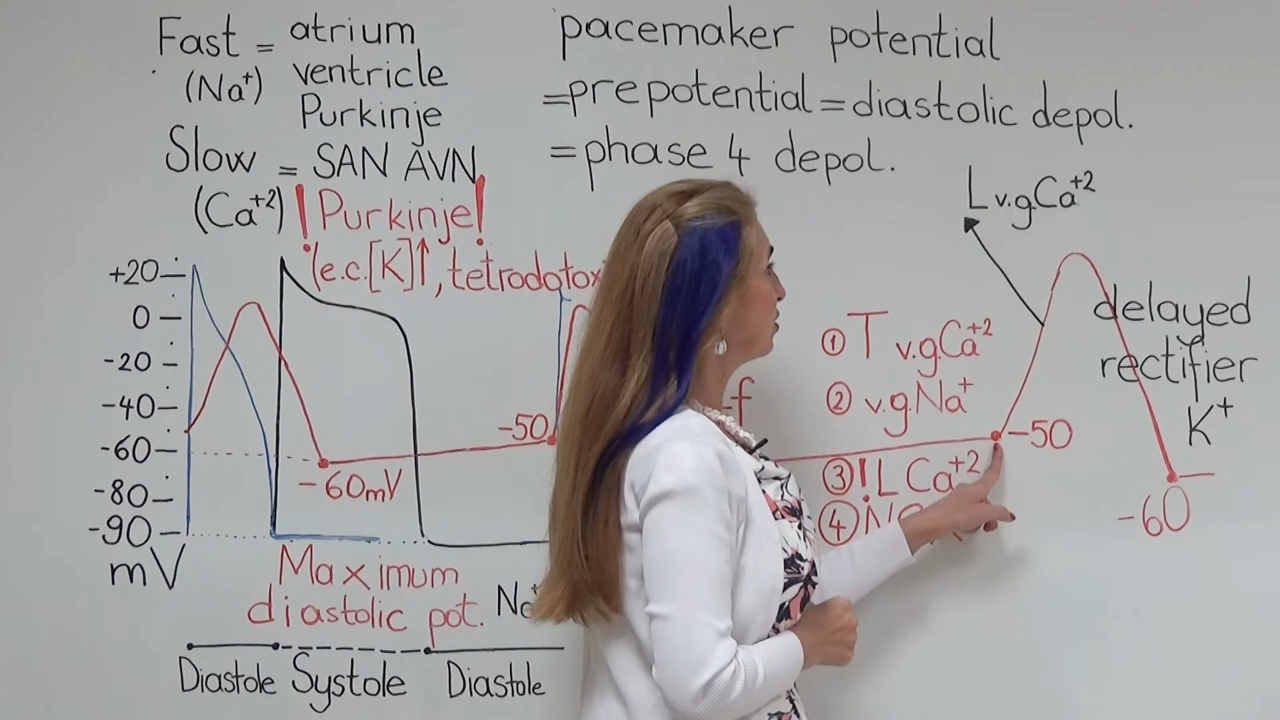 Fast = atrium
(Na⁺) ventricle
Purkinje
Slow = SAN AVN
(Ca⁺²) !Purkinje!
(e.c.[K]↑, tetrodotox
pacemaker potential
=prepotential=diastolic depol.
=phase 4 depol.
+20
0
-20
-40
-60
-80
-90
mV
-60mV
-50
Maximum
diastolic pot.
Diastole Systole Diastole
L v.g.Ca⁺²
① T v.g.Ca⁺²
② v.g.Na⁺
③ ! L Ca⁺²
④
-f
-50
delayed
rectifier
K⁺
-60